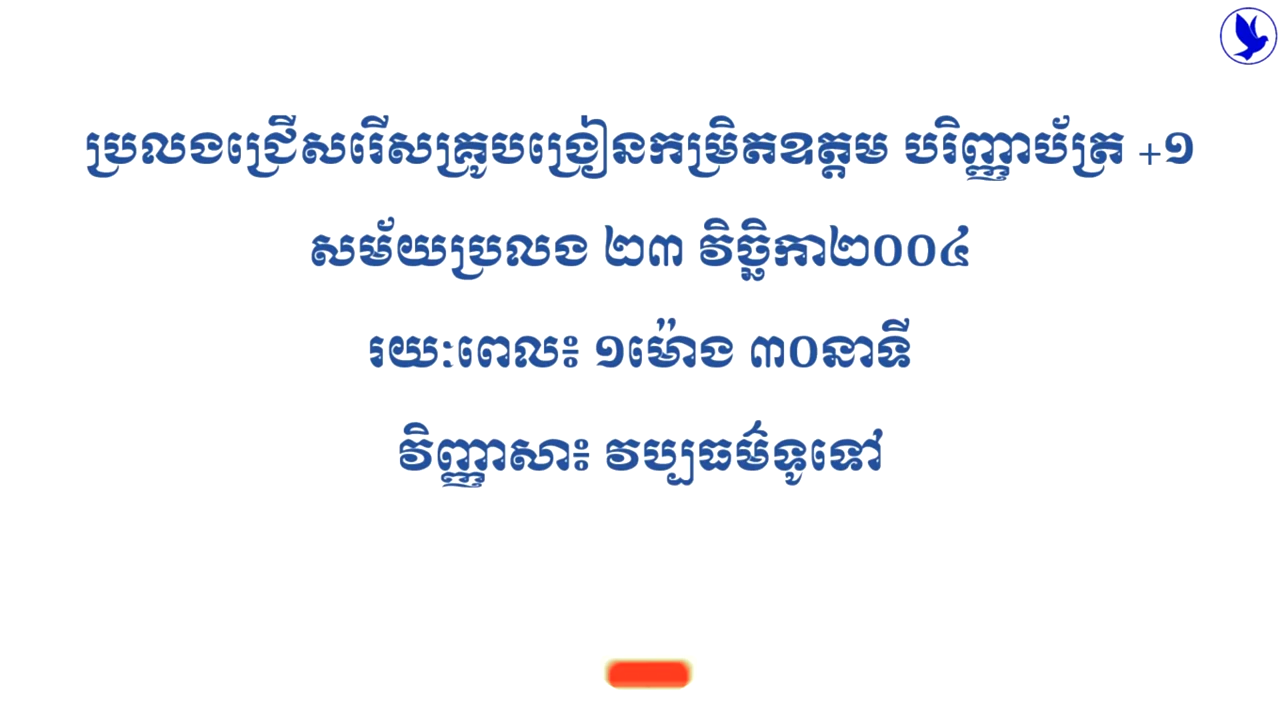 ប្រលងជ្រើសរើសគ្រូបង្រៀនកម្រិតឧត្តម បរិញ្ញាប័ត្រ +១
សម័យប្រលង ២៣ វិច្ឆិកា២០០៤
រយៈពេល៖ ១ម៉ោង ៣០នាទី
វិញ្ញាសា៖ វប្បធម៌ទូទៅ